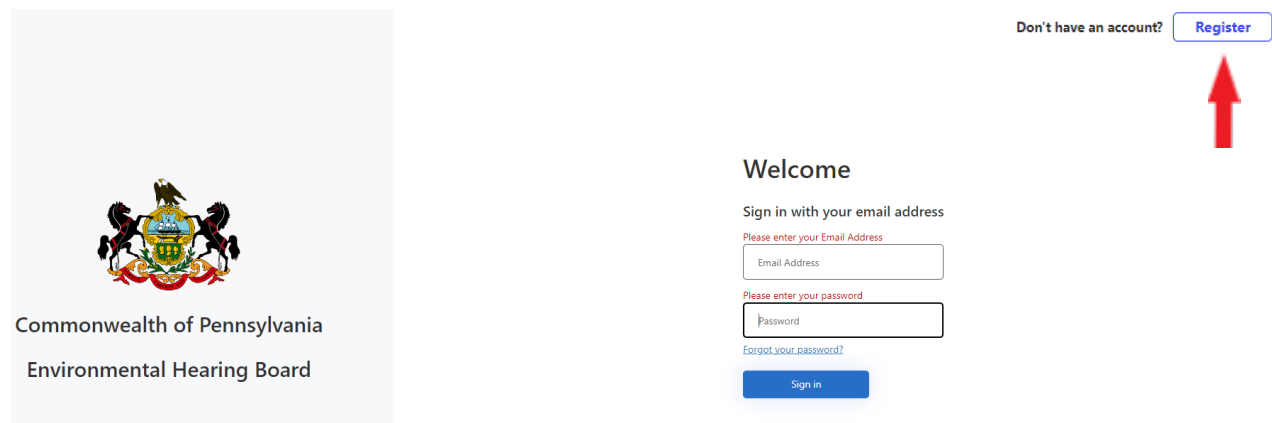 Don't have an account? Register
Commonwealth of Pennsylvania
Environmental Hearing Board
Welcome
Sign in with your email address
Please enter your Email Address
Email Address
Please enter your password
Password
Forgot your password?
Sign in